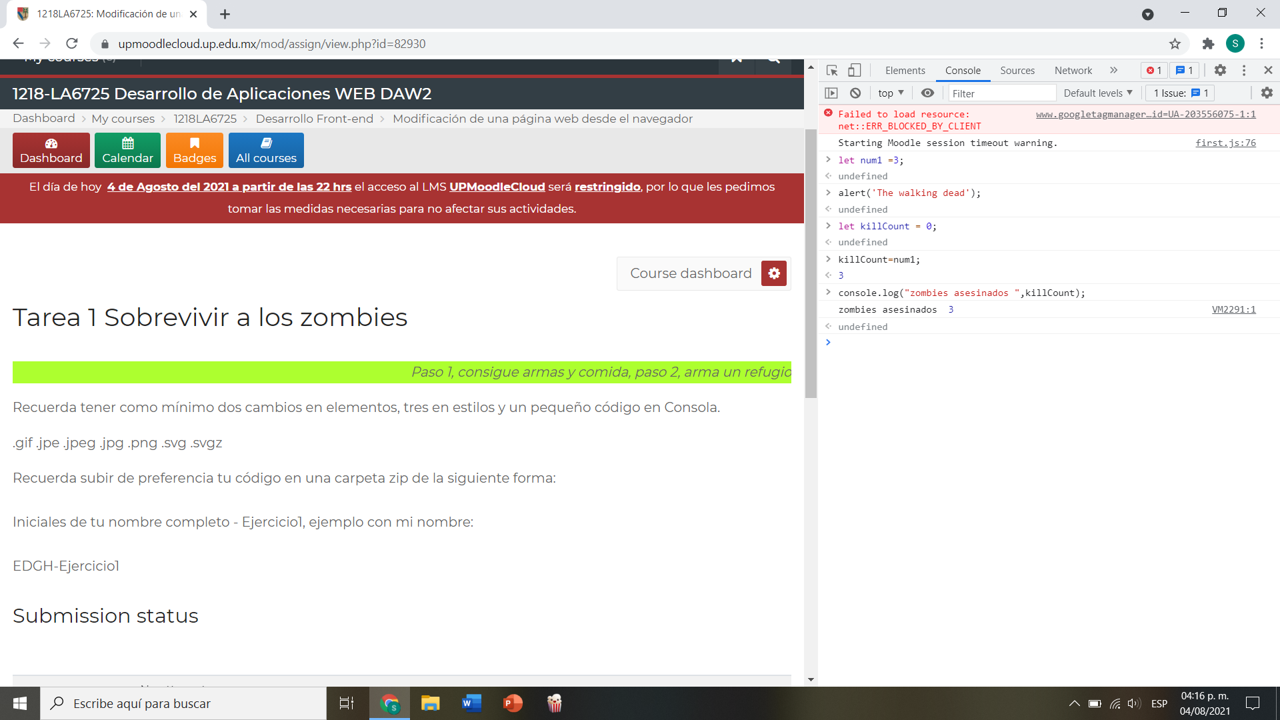 1218LA6725: Modificación de un
upmoodlecloud.up.edu.mx/mod/assign/view.php?id=82930
S
1218-LA6725 Desarrollo de Aplicaciones WEB DAW2
Dashboard > My courses > 1218LA6725 > Desarrollo Front-end > Modificación de una página web desde el navegador
Dashboard Calendar Badges All courses
El día de hoy 4 de Agosto del 2021 a partir de las 22 hrs el acceso al LMS UPMoodleCloud será restringido, por lo que les pedimos
tomar las medidas necesarias para no afectar sus actividades.
Course dashboard
Tarea 1 Sobrevivir a los zombies
Paso 1, consigue armas y comida, paso 2, arma un refugio
Recuerda tener como mínimo dos cambios en elementos, tres en estilos y un pequeño código en Consola.
.gif .jpe .jpeg .jpg .png .svg .svgz
Recuerda subir de preferencia tu código en una carpeta zip de la siguiente forma:
Iniciales de tu nombre completo - Ejercicio1, ejemplo con mi nombre:
EDGH-Ejercicio1
Submission status
Elements Console Sources Network » 1 1
top Filter Default levels 1 Issue: 1
Failed to load resource: www.googletagmanager…id=UA-203556075-1:1
net::ERR_BLOCKED_BY_CLIENT
Starting Moodle session timeout warning. first.js:76
> let num1 =3;
undefined
> alert('The walking dead');
undefined
> let killCount = 0;
undefined
> killCount=num1;
3
> console.log("zombies asesinados ",killCount);
zombies asesinados 3 VM2291:1
undefined
>
Escribe aquí para buscar
ESP
04:16 p. m.
04/08/2021